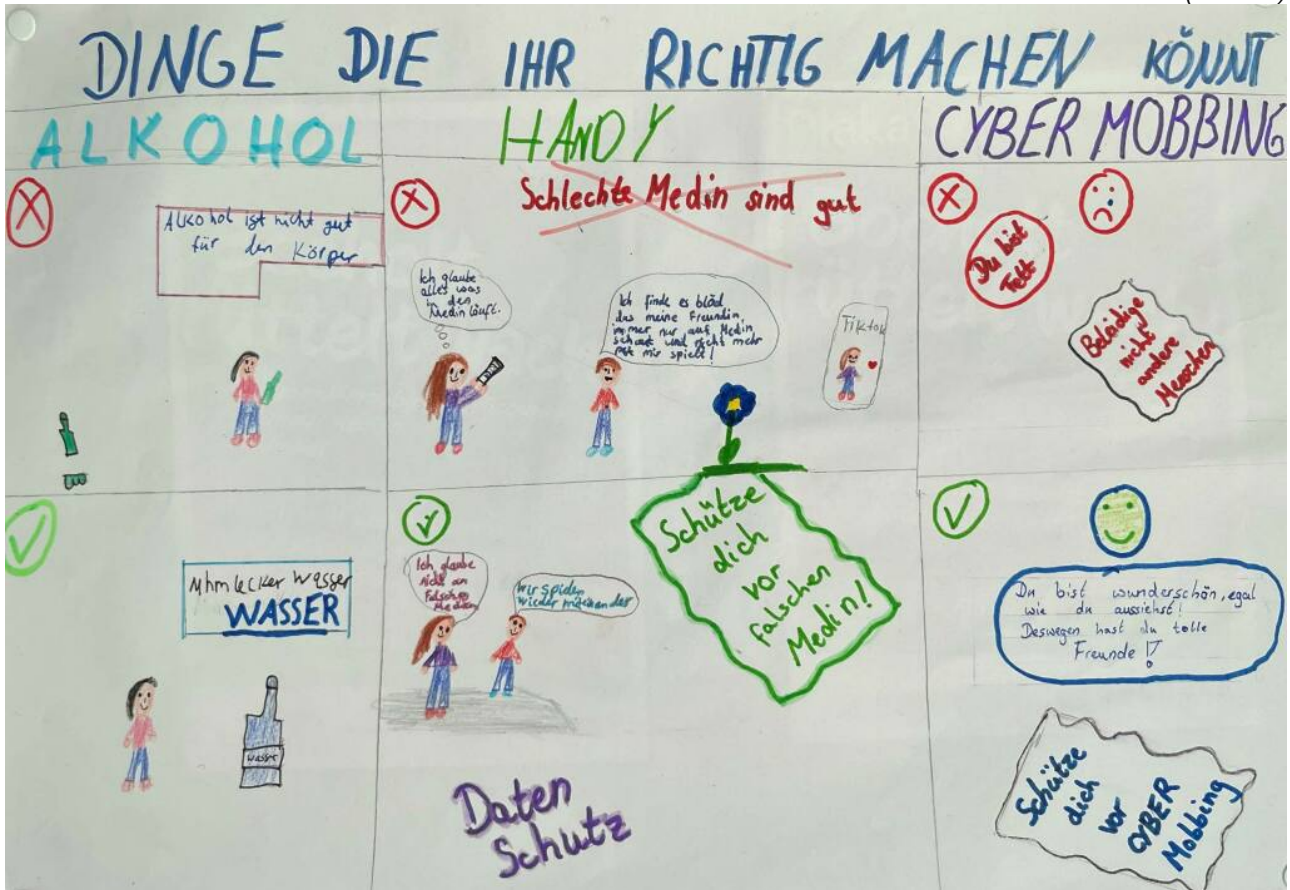 DINGE DIE IHR RICHTIG MACHEN KÖNNT
ALKOHOL
HANDY
CYBER MOBBING
Alkohol ist nicht gut
für den Körper
Schlechte Medin sind gut
Ich glaube
alles was
in den
Medin läuft.
Ich finde es blöd
das meine Freundin
immer nur auf Medin
schaut und nicht mehr
mit mir spielt!
Tiktok
Du bist
Fett
Beleidige
nicht
andere
Menschen
Mhm lecker Wasser
WASSER
Wasser
Ich glaube
nicht an
Falsche
Medien
Wir spielen
wieder miteinander
Schütze
dich
vor
falschen
Medin!
Daten
Schutz
Du bist wunderschön, egal
wie du aussiehst!
Deswegen hast du tolle
Freunde!
Schütze
dich
vor
CYBER
Mobbing